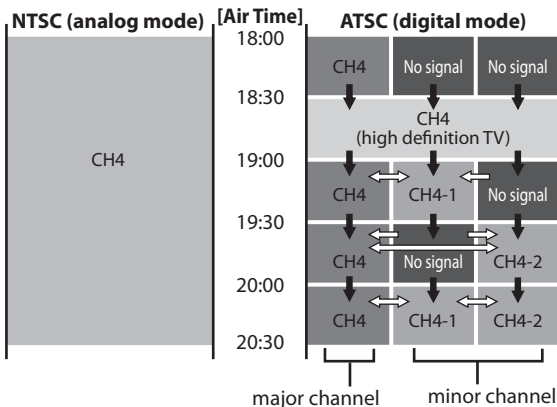 NTSC (analog mode)
[Air Time]
ATSC (digital mode)
18:00
CH4
No signal
No signal
18:30
CH4
(high definition TV)
CH4
19:00
CH4
CH4-1
No signal
19:30
CH4
No signal
CH4-2
20:00
CH4
CH4-1
CH4-2
20:30
major channel
minor channel